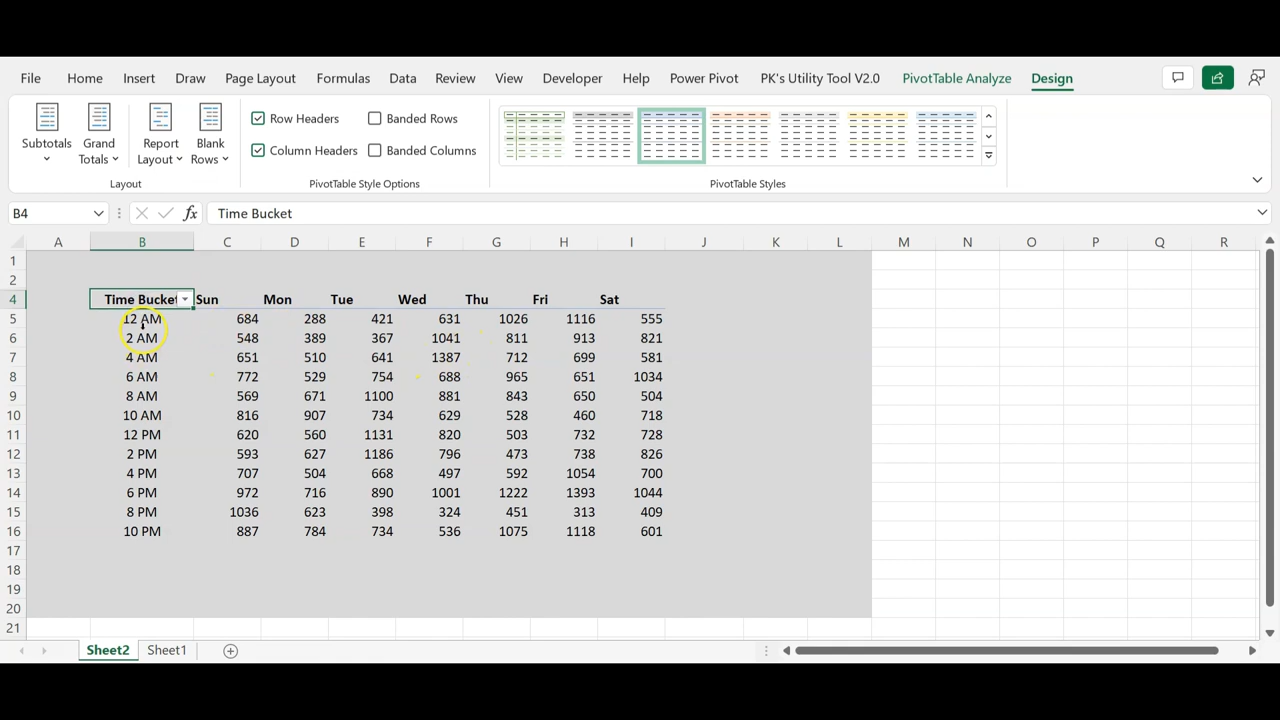 File Home Insert Draw Page Layout Formulas Data Review View Developer Help Power Pivot PK's Utility Tool V2.0 PivotTable Analyze Design
Subtotals Grand Totals Report Layout Blank Rows
Row Headers Banded Rows
Column Headers Banded Columns
Layout PivotTable Style Options PivotTable Styles
B4 fx Time Bucket
A B C D E F G H I J K L M N O P Q R
1
2
4 Time Bucket Sun Mon Tue Wed Thu Fri Sat
5 12 AM 684 288 421 631 1026 1116 555
6 2 AM 548 389 367 1041 811 913 821
7 4 AM 651 510 641 1387 712 699 581
8 6 AM 772 529 754 688 965 651 1034
9 8 AM 569 671 1100 881 843 650 504
10 10 AM 816 907 734 629 528 460 718
11 12 PM 620 560 1131 820 503 732 728
12 2 PM 593 627 1186 796 473 738 826
13 4 PM 707 504 668 497 592 1054 700
14 6 PM 972 716 890 1001 1222 1393 1044
15 8 PM 1036 623 398 324 451 313 409
16 10 PM 887 784 734 536 1075 1118 601
17
18
19
20
21
Sheet2 Sheet1